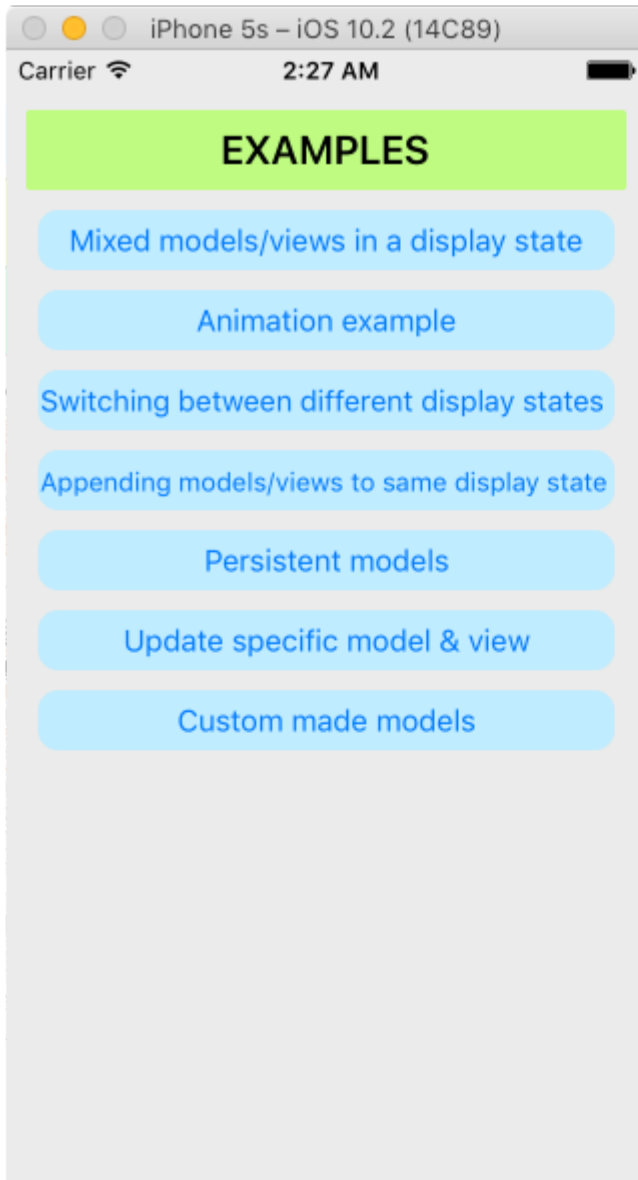 iPhone 5s – iOS 10.2 (14C89)
Carrier 2:27 AM
EXAMPLES
Mixed models/views in a display state
Animation example
Switching between different display states
Appending models/views to same display state
Persistent models
Update specific model & view
Custom made models